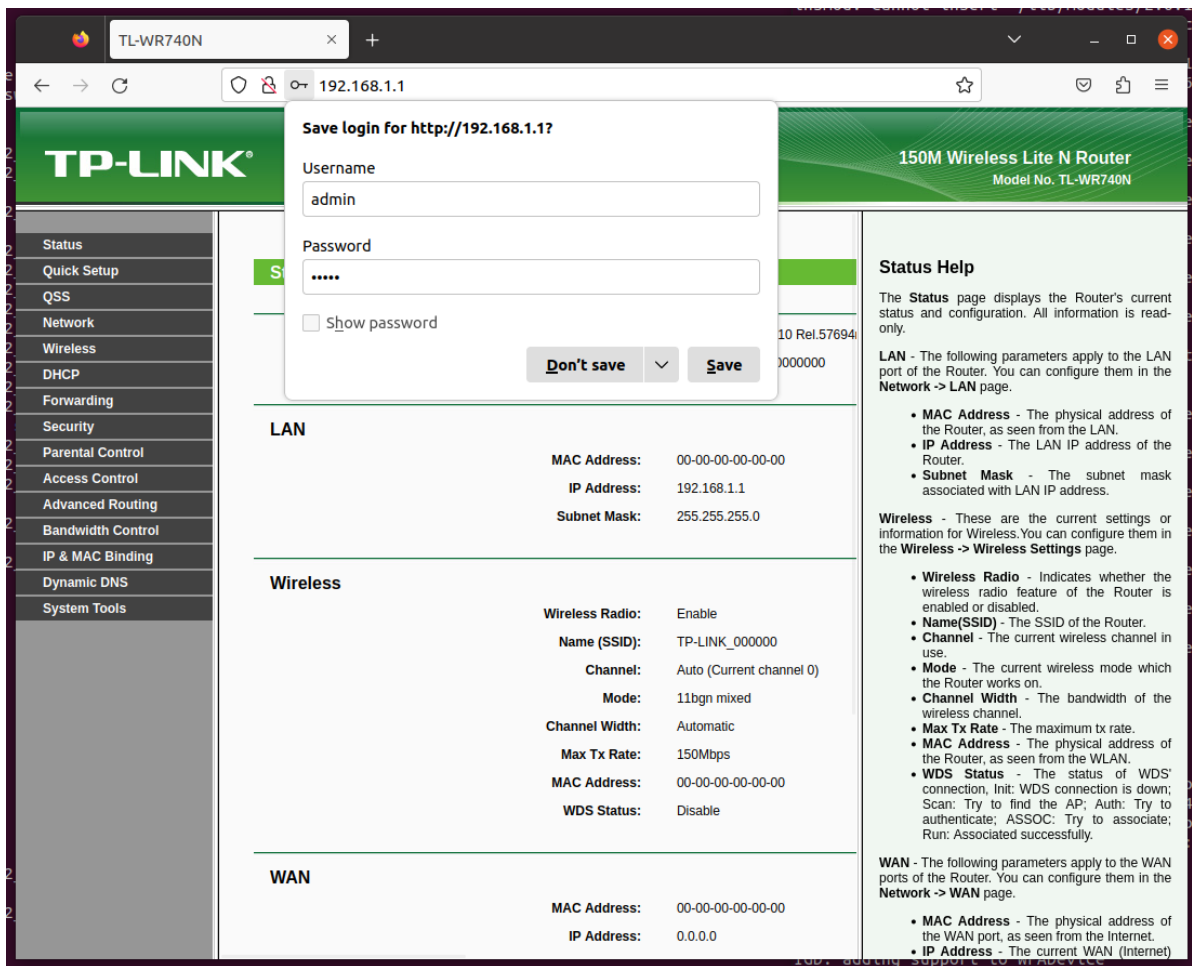 TL-WR740N
192.168.1.1
TP-LINK®
150M Wireless Lite N Router
Model No. TL-WR740N
Save login for http://192.168.1.1?
Username
admin
Password
•••••
Show password
Don't save
Save
Status
Quick Setup
QSS
Network
Wireless
DHCP
Forwarding
Security
Parental Control
Access Control
Advanced Routing
Bandwidth Control
IP & MAC Binding
Dynamic DNS
System Tools
10 Rel.57694
LAN
MAC Address: 00-00-00-00-00-00
IP Address: 192.168.1.1
Subnet Mask: 255.255.255.0
Wireless
Wireless Radio: Enable
Name (SSID): TP-LINK_000000
Channel: Auto (Current channel 0)
Mode: 11bgn mixed
Channel Width: Automatic
Max Tx Rate: 150Mbps
MAC Address: 00-00-00-00-00-00
WDS Status: Disable
WAN
MAC Address: 00-00-00-00-00-00
IP Address: 0.0.0.0
Status Help
The Status page displays the Router's current
status and configuration. All information is read-
only.
LAN - The following parameters apply to the LAN
port of the Router. You can configure them in the
Network -> LAN page.
• MAC Address - The physical address of
the Router, as seen from the LAN.
• IP Address - The LAN IP address of the
Router.
• Subnet Mask - The subnet mask
associated with LAN IP address.
Wireless - These are the current settings or
information for Wireless.You can configure them in
the Wireless -> Wireless Settings page.
• Wireless Radio - Indicates whether the
wireless radio feature of the Router is
enabled or disabled.
• Name(SSID) - The SSID of the Router.
• Channel - The current wireless channel in
use.
• Mode - The current wireless mode which
the Router works on.
• Channel Width - The bandwidth of the
wireless channel.
• Max Tx Rate - The maximum tx rate.
• MAC Address - The physical address of
the Router, as seen from the WLAN.
• WDS Status - The status of WDS'
connection, Init: WDS connection is down;
Scan: Try to find the AP; Auth: Try to
authenticate; ASSOC: Try to associate;
Run: Associated successfully.
WAN - The following parameters apply to the WAN
ports of the Router. You can configure them in the
Network -> WAN page.
• MAC Address - The physical address of
the WAN port, as seen from the Internet.
• IP Address - The current WAN (Internet)